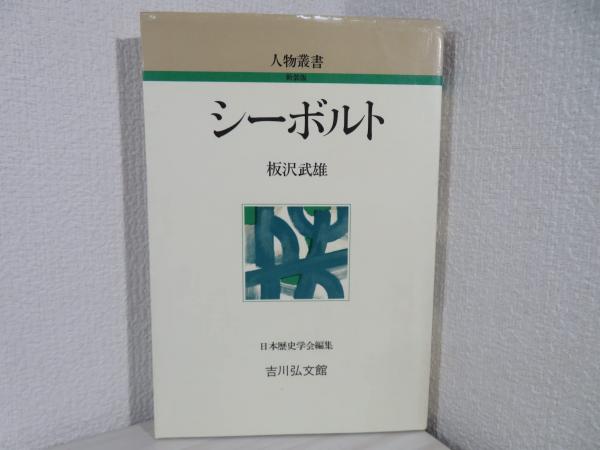 人物叢書
新装版
シーボルト
板沢武雄
日本歴史学会編集
吉川弘文館